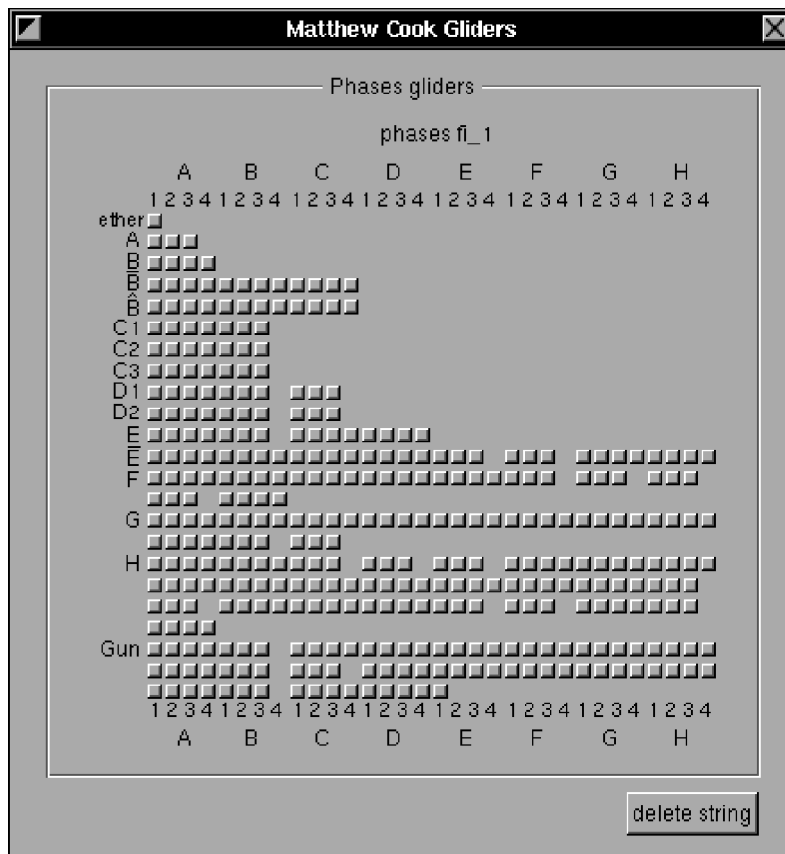 Matthew Cook Gliders
Phases gliders
phases fi_1
A B C D E F G H
1 2 3 4 1 2 3 4 1 2 3 4 1 2 3 4 1 2 3 4 1 2 3 4 1 2 3 4 1 2 3 4
ether
A
B
B̅
B̂
C1
C2
C3
D1
D2
E
E̅
F
G
H
Gun
1 2 3 4 1 2 3 4 1 2 3 4 1 2 3 4 1 2 3 4 1 2 3 4 1 2 3 4 1 2 3 4
A B C D E F G H
delete string